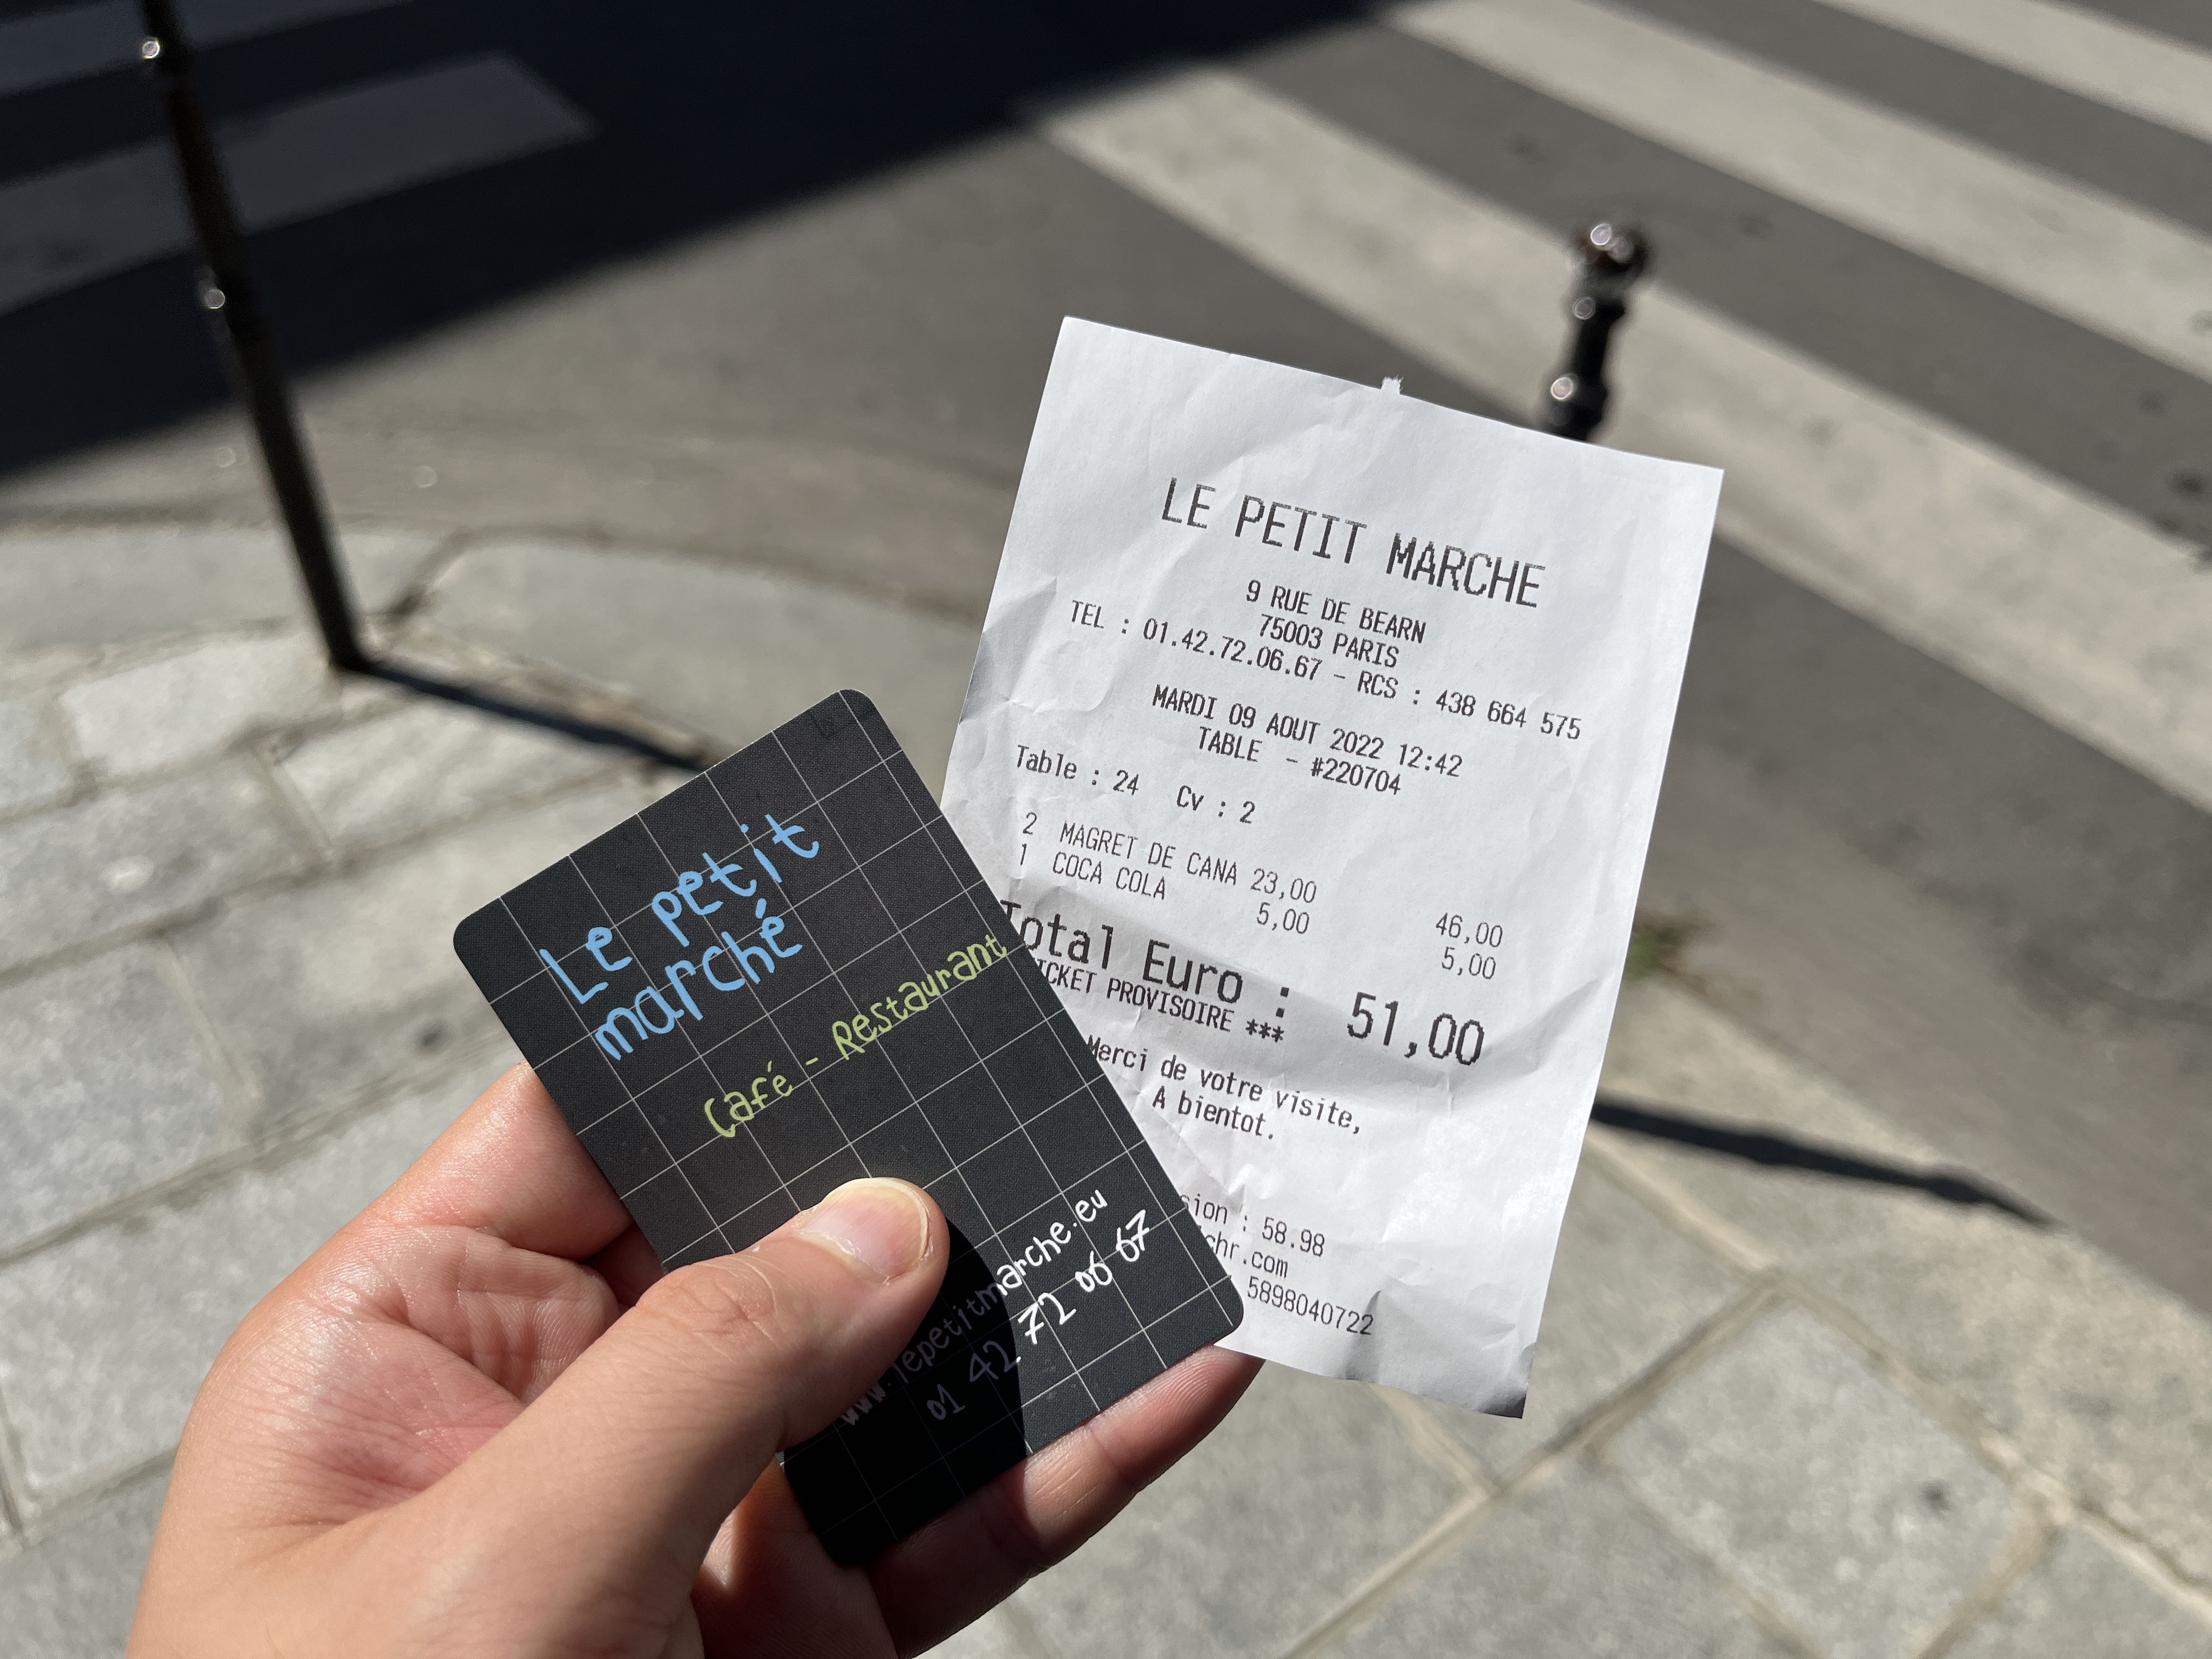 Le petit
marché
Café - Restaurant
www.lepetitmarche.eu
01 42 72 06 67
LE PETIT MARCHE
9 RUE DE BEARN
75003 PARIS
TEL : 01.42.72.06.67 - RCS : 438 664 575
MARDI 09 AOUT 2022 12:42
TABLE - #220704
Table : 24 Cv : 2
2 MAGRET DE CANA 23,00 46,00
1 COCA COLA 5,00 5,00
Total Euro : 51,00
TICKET PROVISOIRE ***
Merci de votre visite,
A bientot.
: 58.98
5898040722